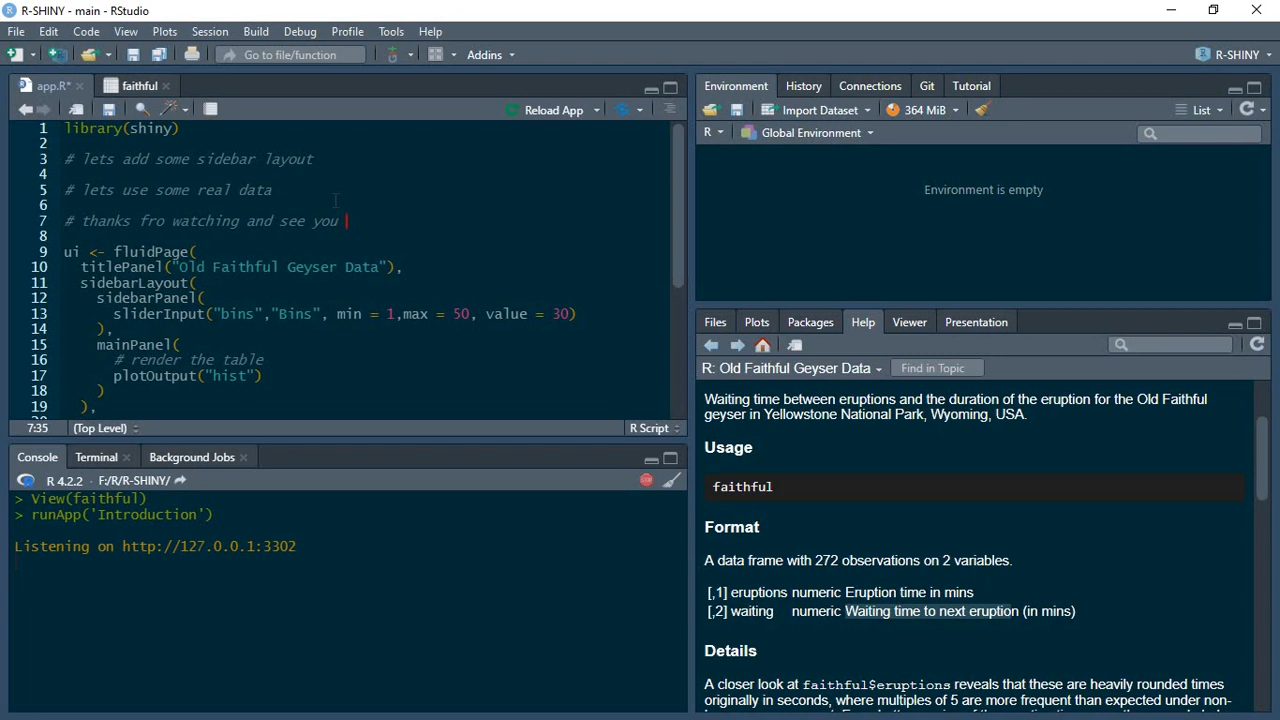 R-SHINY - main - RStudio
File Edit Code View Plots Session Build Debug Profile Tools Help
Go to file/function Addins R-SHINY
app.R* faithful
Reload App
1 library(shiny)
2
3 # lets add some sidebar layout
4
5 # lets use some real data
6
7 # thanks fro watching and see you
8
9 ui <- fluidPage(
10 titlePanel("Old Faithful Geyser Data"),
11 sidebarLayout(
12 sidebarPanel(
13 sliderInput("bins","Bins", min = 1,max = 50, value = 30)
14 ),
15 mainPanel(
16 # render the table
17 plotOutput("hist")
18 )
19 ),
7:35 (Top Level) R Script
Console Terminal Background Jobs
R 4.2.2 · F:/R/R-SHINY/
> View(faithful)
> runApp('Introduction')
Listening on http://127.0.0.1:3302
Environment History Connections Git Tutorial
Import Dataset 364 MiB List
R Global Environment
Environment is empty
Files Plots Packages Help Viewer Presentation
R: Old Faithful Geyser Data Find in Topic
Waiting time between eruptions and the duration of the eruption for the Old Faithful
geyser in Yellowstone National Park, Wyoming, USA.
Usage
faithful
Format
A data frame with 272 observations on 2 variables.
[,1] eruptions numeric Eruption time in mins
[,2] waiting numeric Waiting time to next eruption (in mins)
Details
A closer look at faithful$eruptions reveals that these are heavily rounded times
originally in seconds, where multiples of 5 are more frequent than expected under non-